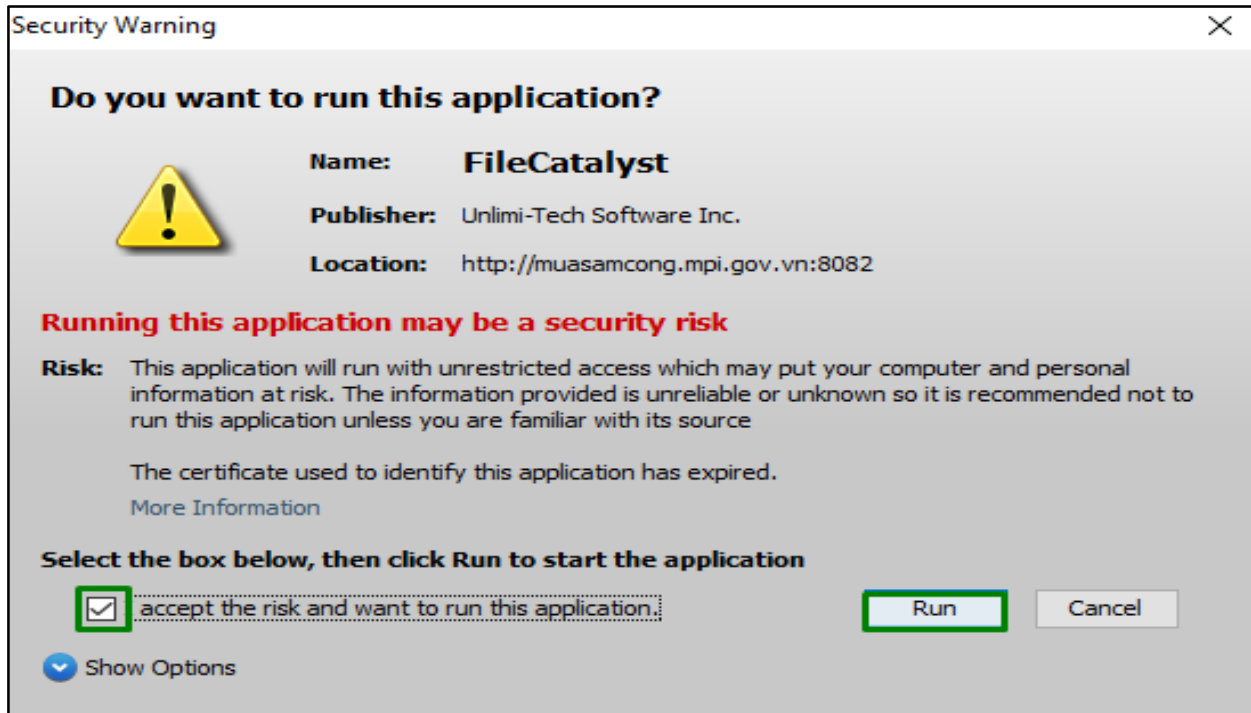 Security Warning
Do you want to run this application?
Name: FileCatalyst
Publisher: Unlimi-Tech Software Inc.
Location: http://muasamcong.mpi.gov.vn:8082
Running this application may be a security risk
Risk: This application will run with unrestricted access which may put your computer and personal
information at risk. The information provided is unreliable or unknown so it is recommended not to
run this application unless you are familiar with its source
The certificate used to identify this application has expired.
More Information
Select the box below, then click Run to start the application
accept the risk and want to run this application.
Run Cancel
Show Options